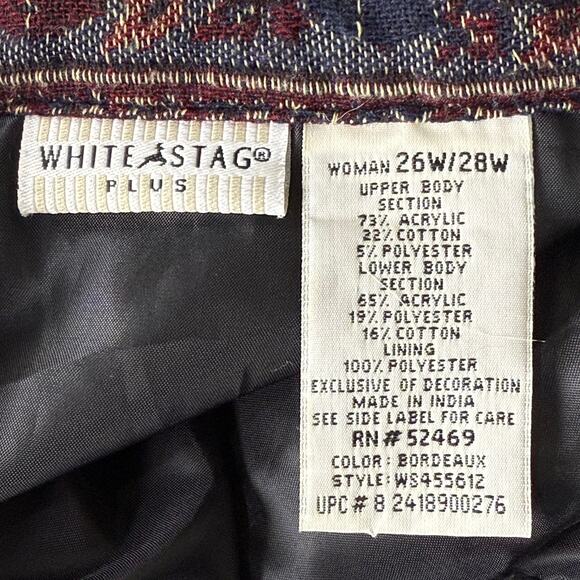 WHITE STAG®
PLUS
WOMAN 26W/28W
UPPER BODY
SECTION
73% ACRYLIC
22% COTTON
5% POLYESTER
LOWER BODY
SECTION
65% ACRYLIC
19% POLYESTER
16% COTTON
LINING
100% POLYESTER
EXCLUSIVE OF DECORATION
MADE IN INDIA
SEE SIDE LABEL FOR CARE
RN# 52469
COLOR: BORDEAUX
STYLE: WS455612
UPC# 8 2418900276